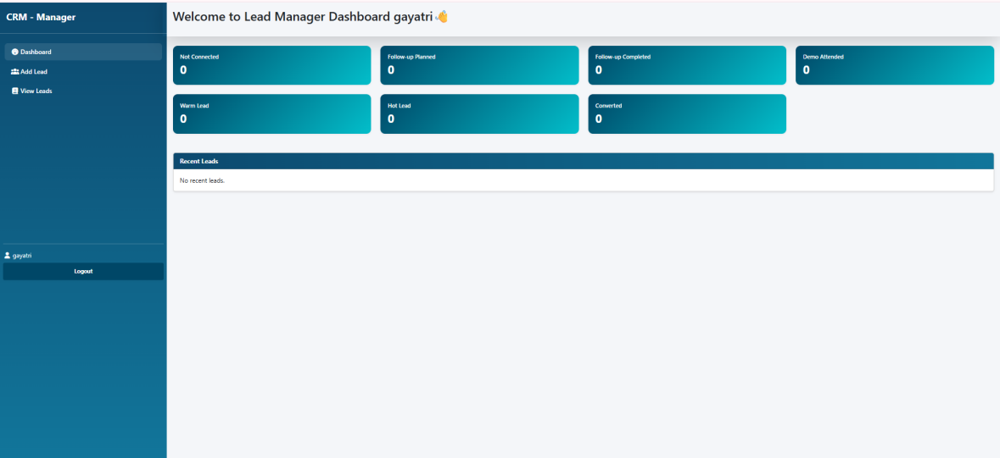 CRM - Manager
Dashboard
Add Lead
View Leads
gayatri
Logout
Welcome to Lead Manager Dashboard gayatri👋
Not Connected
0
Follow-up Planned
0
Follow-up Completed
0
Demo Attended
0
Warm Lead
0
Hot Lead
0
Converted
0
Recent Leads
No recent leads.